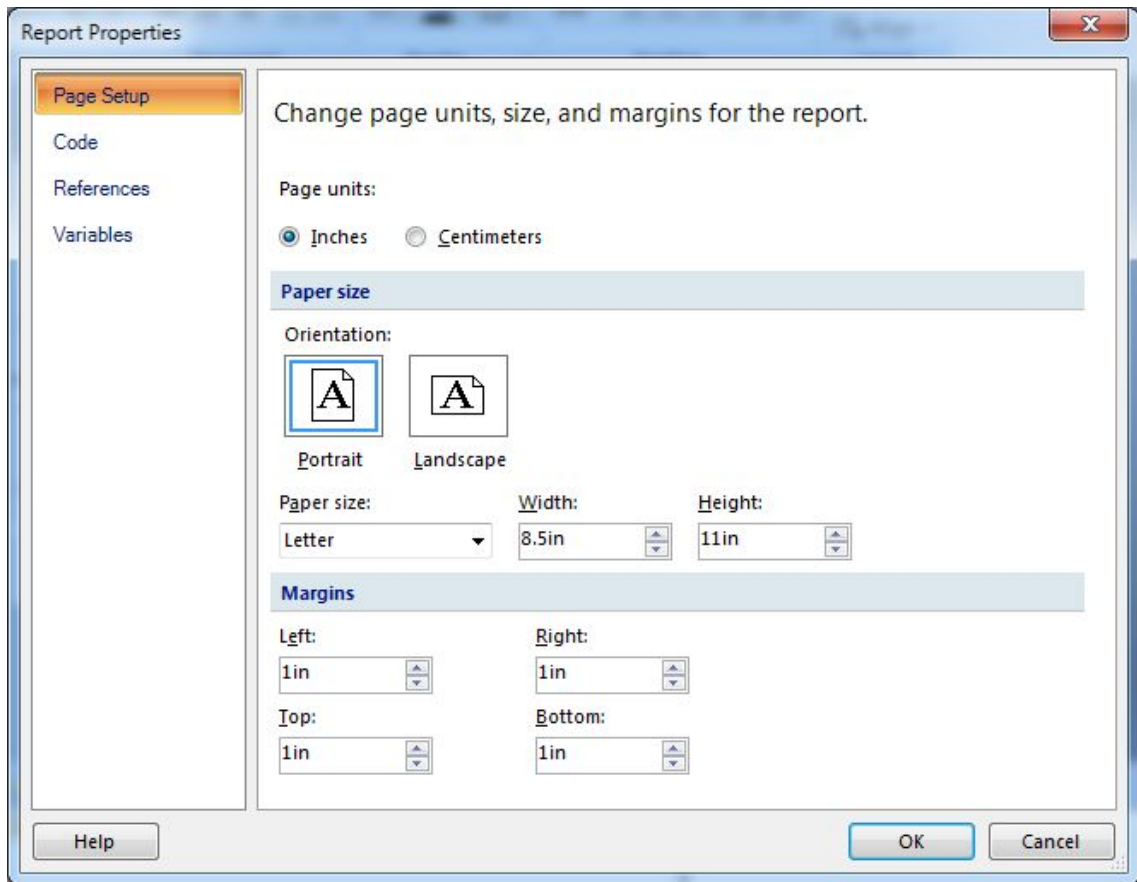 Report Properties
Page Setup
Code
References
Variables
Change page units, size, and margins for the report.
Page units:
Inches Centimeters
Paper size
Orientation:
A A
Portrait Landscape
Paper size: Width: Height:
Letter 8.5in 11in
Margins
Left: Right:
1in 1in
Top: Bottom:
1in 1in
Help OK Cancel